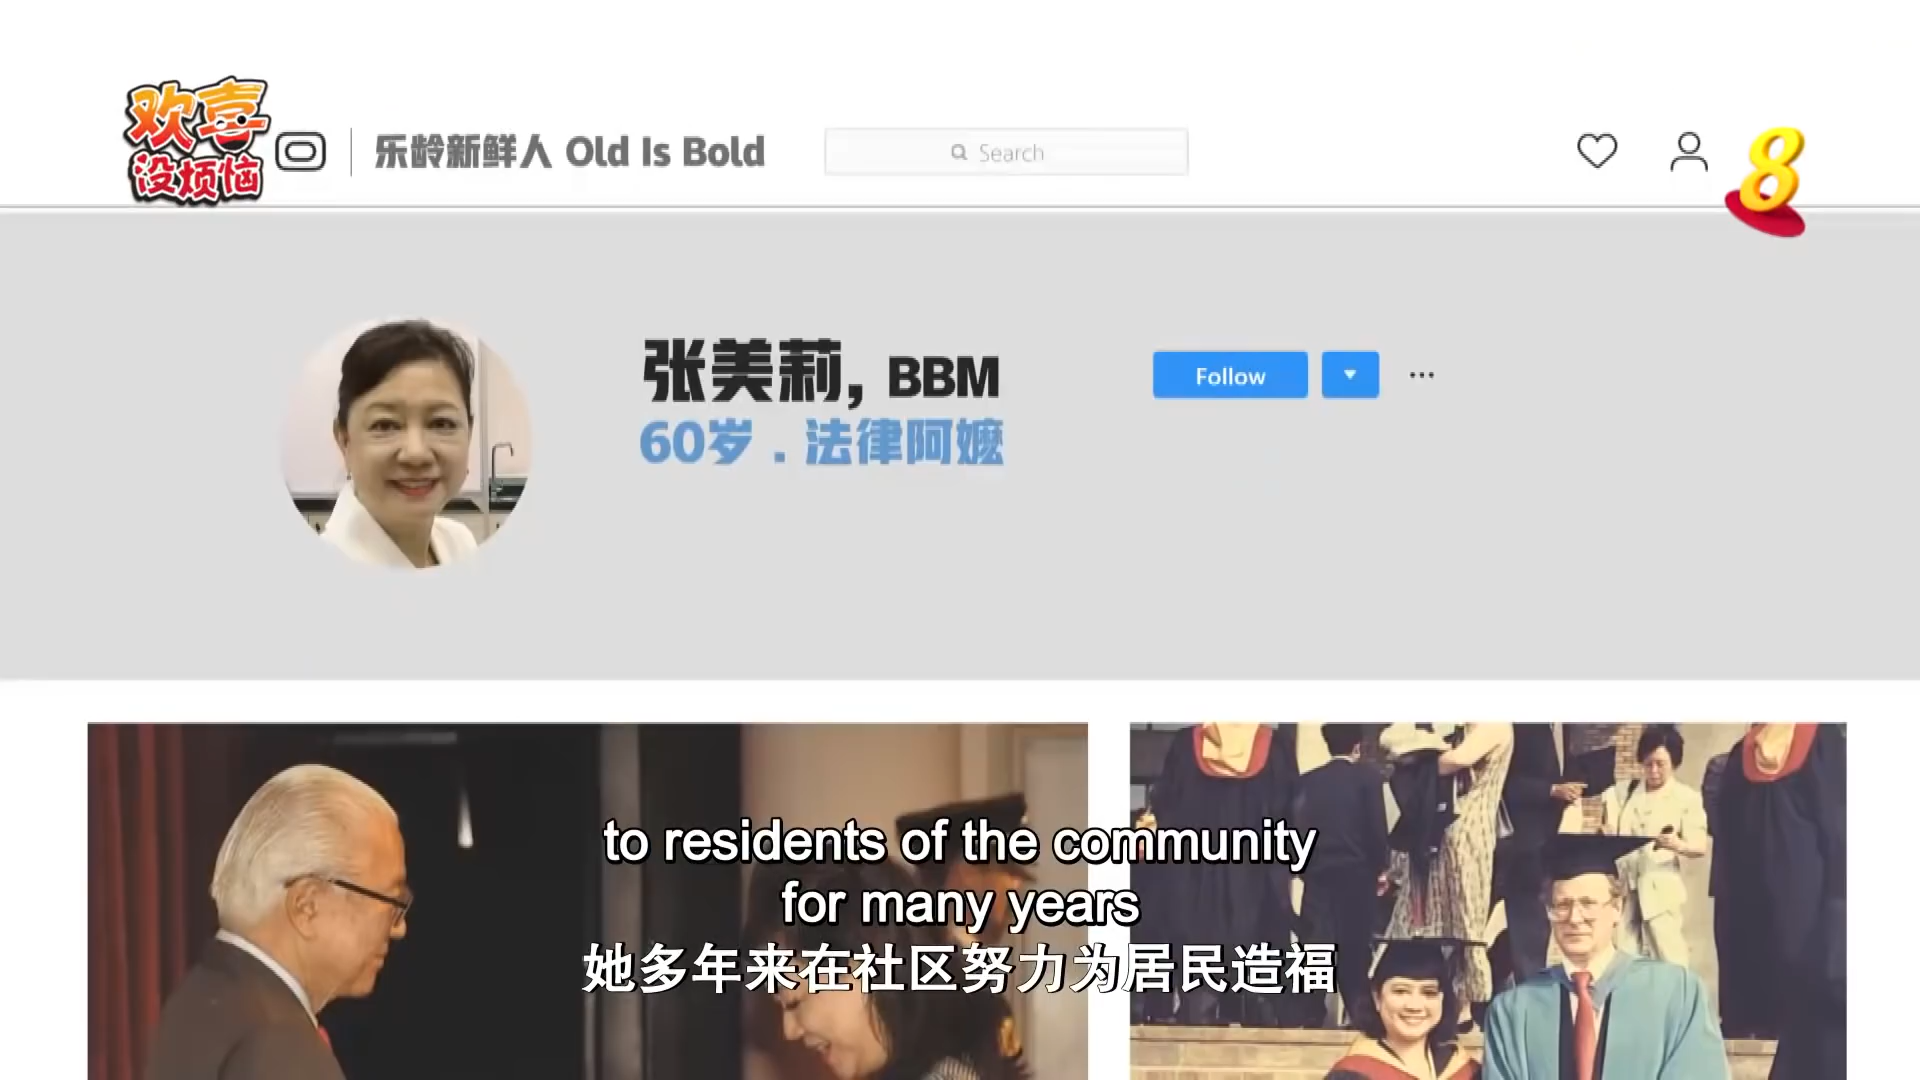 欢喜
没烦恼
乐龄新鲜人 Old Is Bold
Search
8
张美莉, BBM
60岁 . 法律阿嬷
Follow
to residents of the community
for many years
她多年来在社区努力为居民造福